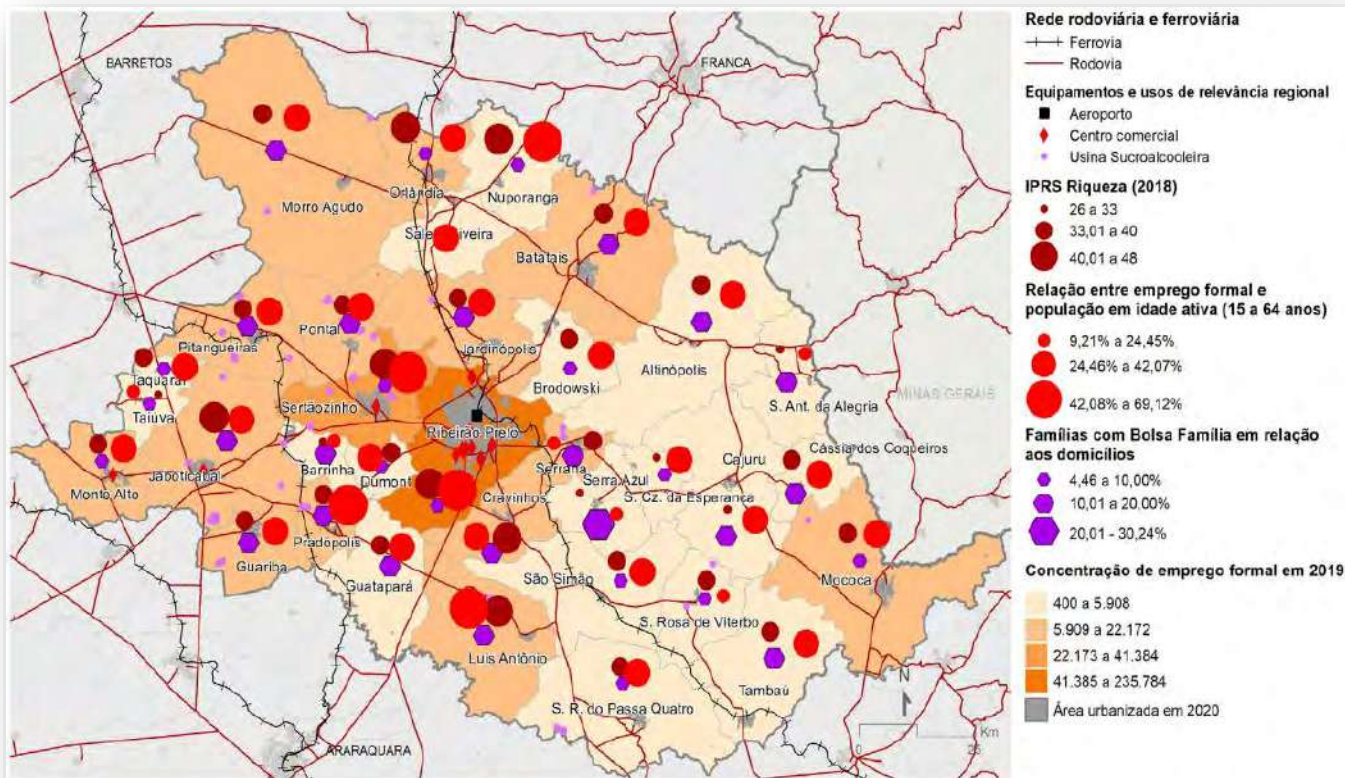 BARRETOS
FRANCA
Orlândia
Nuporanga
Morro Agudo
Sales Oliveira
Batatais
Pontal
Pitangueiras
Jardinópolis
Altinópolis
Brodowski
Taquaral
Taiúva
Sertãozinho
S. Ant. da Alegria
MINAS GERAIS
Ribeirão Preto
Cássia dos Coqueiros
Cajuru
Serrana
Serra Azul
Barrinha
Dumont
Jaboticabal
Monte Alto
Cravinhos
S. Cz. da Esperança
Pradópolis
Guariba
Guatapará
São Simão
Mococa
S. Rosa de Viterbo
Luis Antônio
Tambaú
S. R. do Passa Quatro
ARARAQUARA
N
Km
0
25
Rede rodoviária e ferroviária
Ferrovia
Rodovia
Equipamentos e usos de relevância regional
Aeroporto
Centro comercial
Usina Sucroalcooleira
IPRS Riqueza (2018)
26 a 33
33,01 a 40
40,01 a 48
Relação entre emprego formal e
população em idade ativa (15 a 64 anos)
9,21% a 24,45%
24,46% a 42,07%
42,08% a 69,12%
Famílias com Bolsa Família em relação
aos domicílios
4,46 a 10,00%
10,01 a 20,00%
20,01 - 30,24%
Concentração de emprego formal em 2019
400 a 5.908
5.909 a 22.172
22.173 a 41.384
41.385 a 235.784
Área urbanizada em 2020